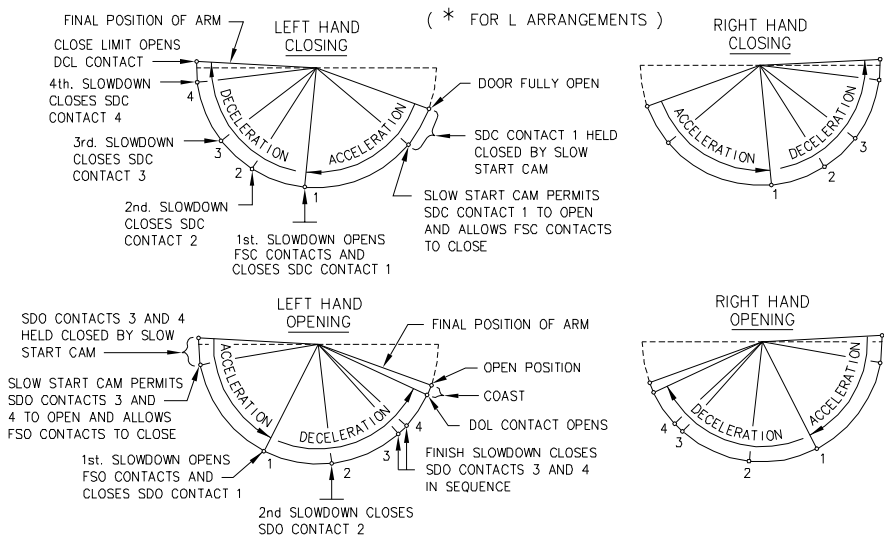 ( * FOR L ARRANGEMENTS )
LEFT HAND
CLOSING
FINAL POSITION OF ARM
CLOSE LIMIT OPENS
DCL CONTACT
4th. SLOWDOWN
CLOSES SDC
CONTACT 4
3rd. SLOWDOWN
CLOSES SDC
CONTACT 3
2nd. SLOWDOWN
CLOSES SDC
CONTACT 2
1st. SLOWDOWN OPENS
FSC CONTACTS AND
CLOSES SDC CONTACT 1
4
3
2
1
DECELERATION
ACCELERATION
DOOR FULLY OPEN
SDC CONTACT 1 HELD
CLOSED BY SLOW
START CAM
SLOW START CAM PERMITS
SDC CONTACT 1 TO OPEN
AND ALLOWS FSC CONTACTS
TO CLOSE
RIGHT HAND
CLOSING
ACCELERATION
DECELERATION
1
2
3
LEFT HAND
OPENING
SDO CONTACTS 3 AND 4
HELD CLOSED BY SLOW
START CAM
SLOW START CAM PERMITS
SDO CONTACTS 3 AND
4 TO OPEN AND ALLOWS
FSO CONTACTS TO CLOSE
1st. SLOWDOWN OPENS
FSO CONTACTS AND
CLOSES SDO CONTACT 1
2nd SLOWDOWN CLOSES
SDO CONTACT 2
ACCELERATION
DECELERATION
1
2
3
4
FINAL POSITION OF ARM
OPEN POSITION
COAST
DOL CONTACT OPENS
FINISH SLOWDOWN CLOSES
SDO CONTACTS 3 AND 4
IN SEQUENCE
RIGHT HAND
OPENING
DECELERATION
ACCELERATION
4
3
2
1